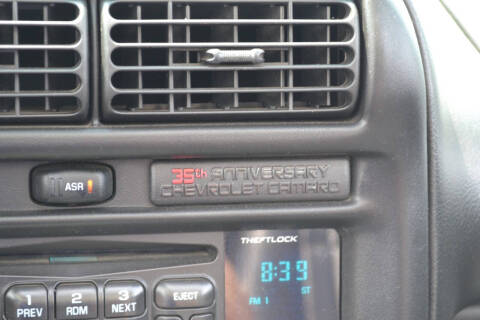 35th ANNIVERSARY
CHEVROLET CAMARO
ASR
THEFTLOCK
8:39
FM 1 ST
1 2 3 EJECT
PREV RDM NEXT